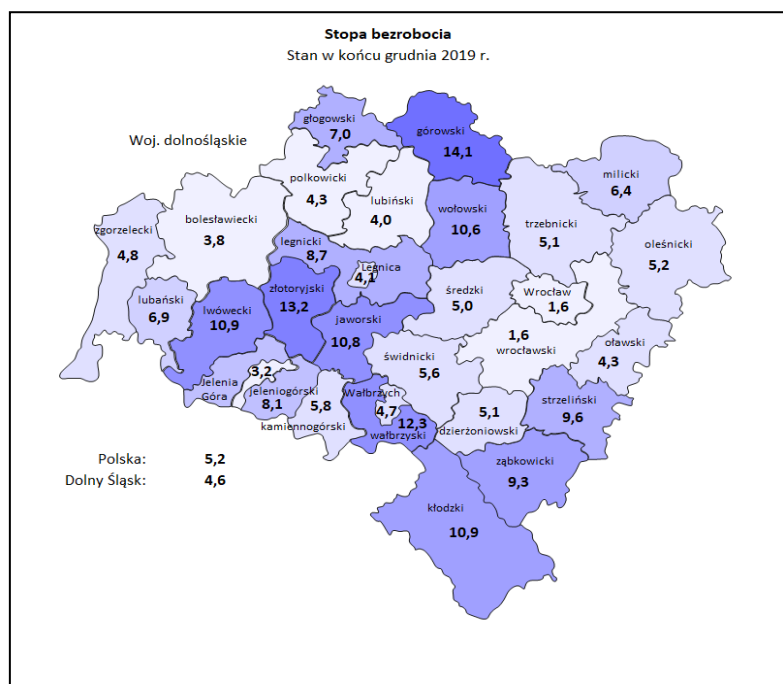 Stopa bezrobocia
Stan w końcu grudnia 2019 r.
Woj. dolnośląskie
głogowski
7,0
górowski
14,1
polkowicki
4,3
lubiński
4,0
milicki
6,4
wołowski
10,6
trzebnicki
5,1
oleśnicki
5,2
zgorzelecki
4,8
bolesławiecki
3,8
legnicki
8,7
Legnica
4,1
średzki
5,0
Wrocław
1,6
lubański
6,9
lwówecki
10,9
złotoryjski
13,2
jaworski
10,8
1,6
wrocławski
oławski
4,3
świdnicki
5,6
Jelenia
Góra
3,2
jeleniogórski
8,1
5,8
kamiennogórski
Wałbrzych
4,7
12,3
wałbrzyski
5,1
dzierżoniowski
strzeliński
9,6
ząbkowicki
9,3
kłodzki
10,9
Polska: 5,2
Dolny Śląsk: 4,6